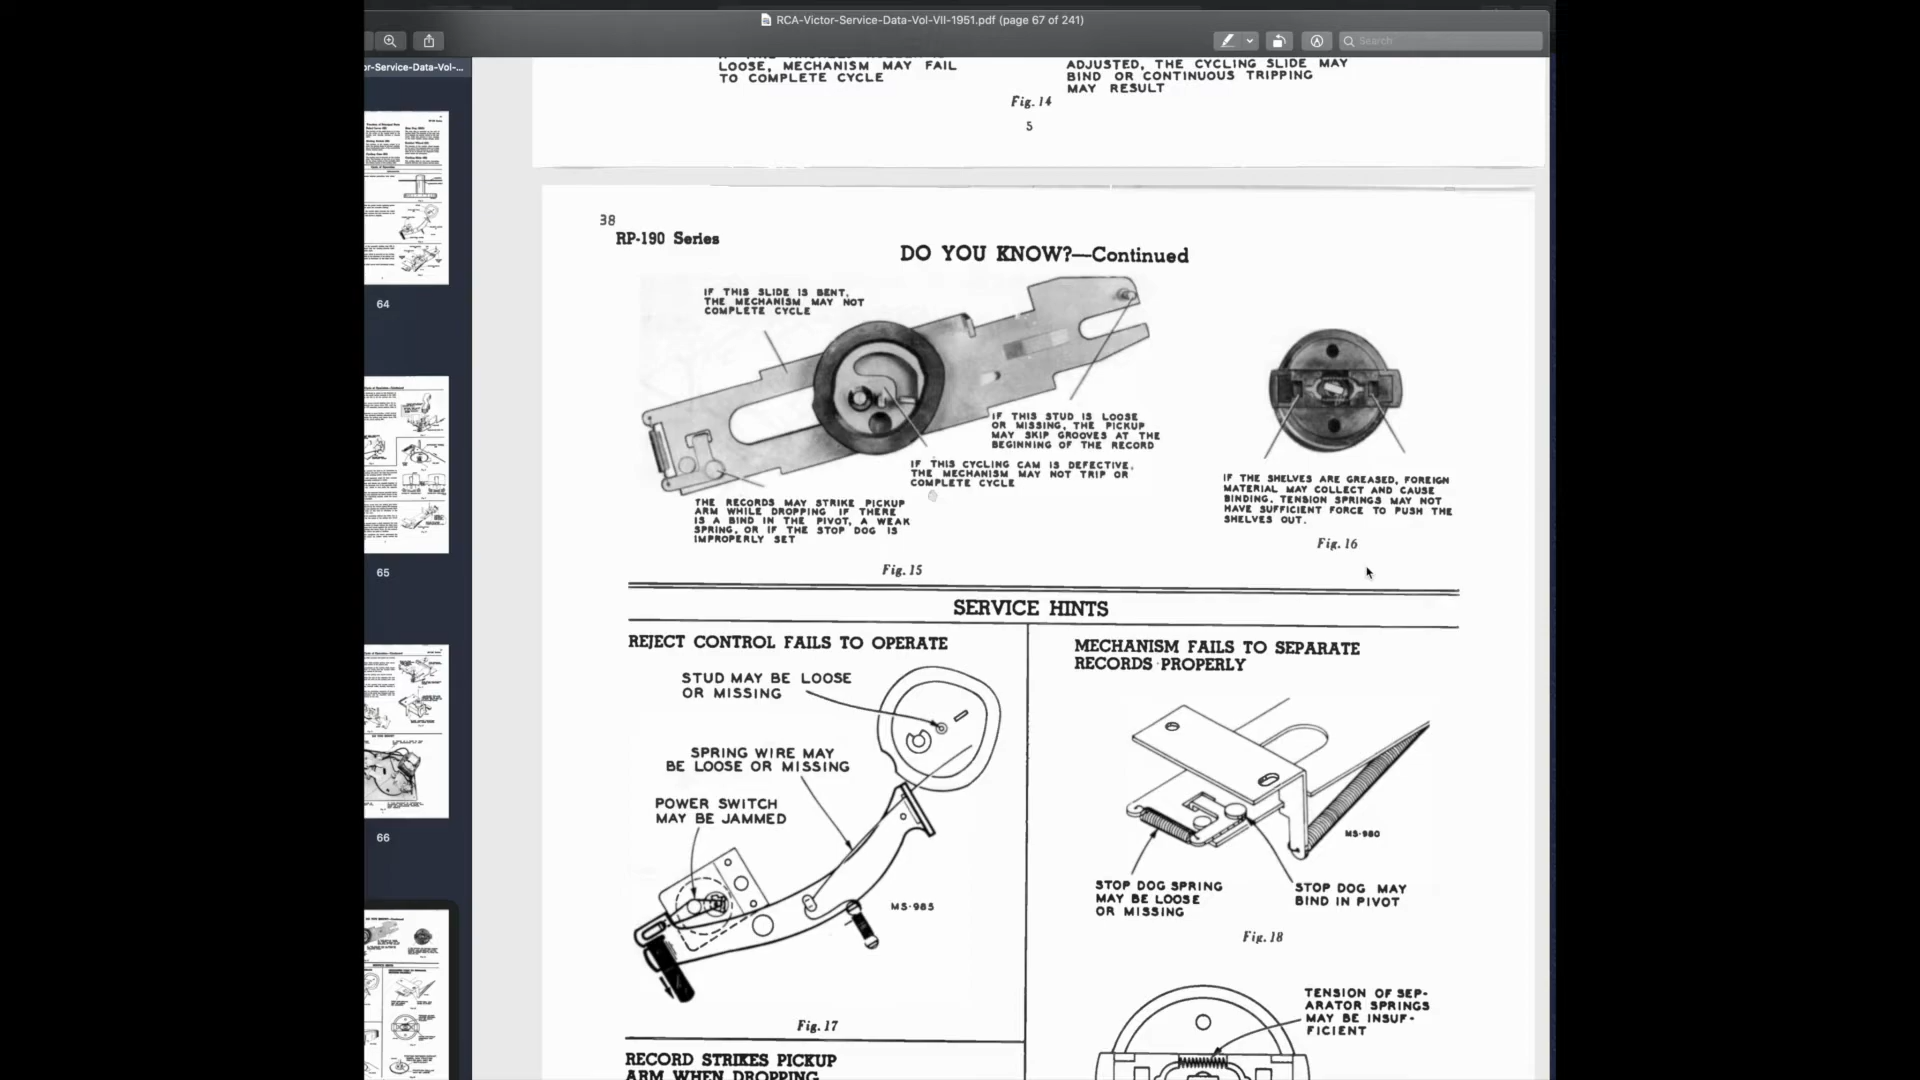 RCA-Victor-Service-Data-Vol-VII-1951.pdf (page 67 of 241)
Search
or-Service-Data-Vol-...
64
65
66
LOOSE, MECHANISM MAY FAIL
TO COMPLETE CYCLE
ADJUSTED, THE CYCLING SLIDE MAY
BIND OR CONTINUOUS TRIPPING
MAY RESULT
Fig. 14
5
38
RP-190 Series
DO YOU KNOW?—Continued
IF THIS SLIDE IS BENT,
THE MECHANISM MAY NOT
COMPLETE CYCLE
IF THIS STUD IS LOOSE
OR MISSING, THE PICKUP
MAY SKIP GROOVES AT THE
BEGINNING OF THE RECORD
IF THIS CYCLING CAM IS DEFECTIVE,
THE MECHANISM MAY NOT TRIP OR
COMPLETE CYCLE
THE RECORDS MAY STRIKE PICKUP
ARM WHILE DROPPING IF THERE
IS A BIND IN THE PIVOT, A WEAK
SPRING, OR IF THE STOP DOG IS
IMPROPERLY SET
Fig. 15
IF THE SHELVES ARE GREASED, FOREIGN
MATERIAL MAY COLLECT AND CAUSE
BINDING. TENSION SPRINGS MAY NOT
HAVE SUFFICIENT FORCE TO PUSH THE
SHELVES OUT.
Fig. 16
SERVICE HINTS
REJECT CONTROL FAILS TO OPERATE
STUD MAY BE LOOSE
OR MISSING
SPRING WIRE MAY
BE LOOSE OR MISSING
POWER SWITCH
MAY BE JAMMED
MS-985
Fig. 17
RECORD STRIKES PICKUP
ARM WHEN DROPPING
MECHANISM FAILS TO SEPARATE
RECORDS PROPERLY
MS-980
STOP DOG SPRING
MAY BE LOOSE
OR MISSING
STOP DOG MAY
BIND IN PIVOT
Fig. 18
TENSION OF SEP-
ARATOR SPRINGS
MAY BE INSUF-
FICIENT